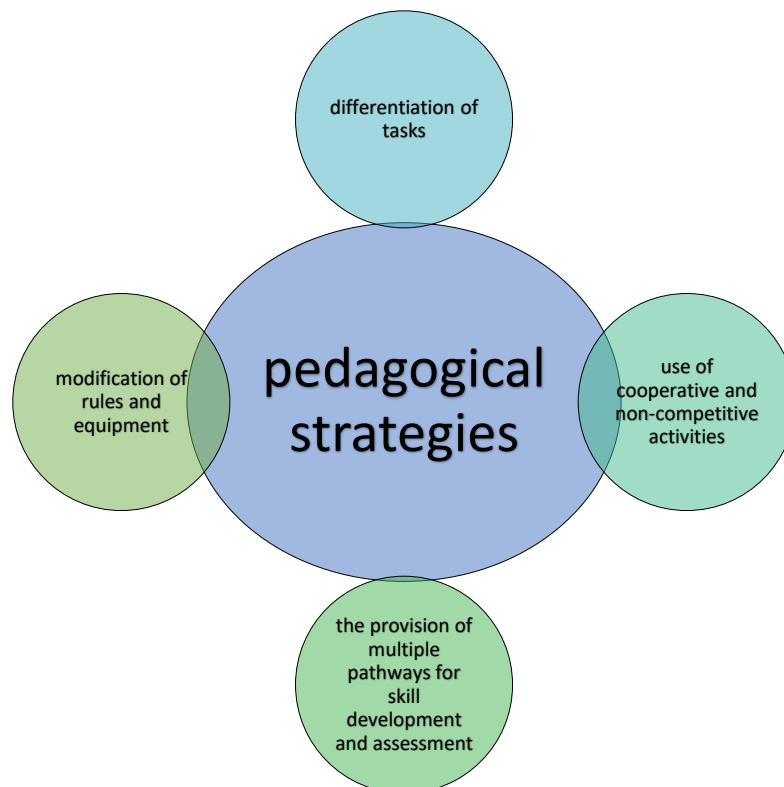 differentiation of
tasks
pedagogical
strategies
modification of
rules and
equipment
use of
cooperative and
non-competitive
activities
the provision of
multiple
pathways for
skill
development
and assessment